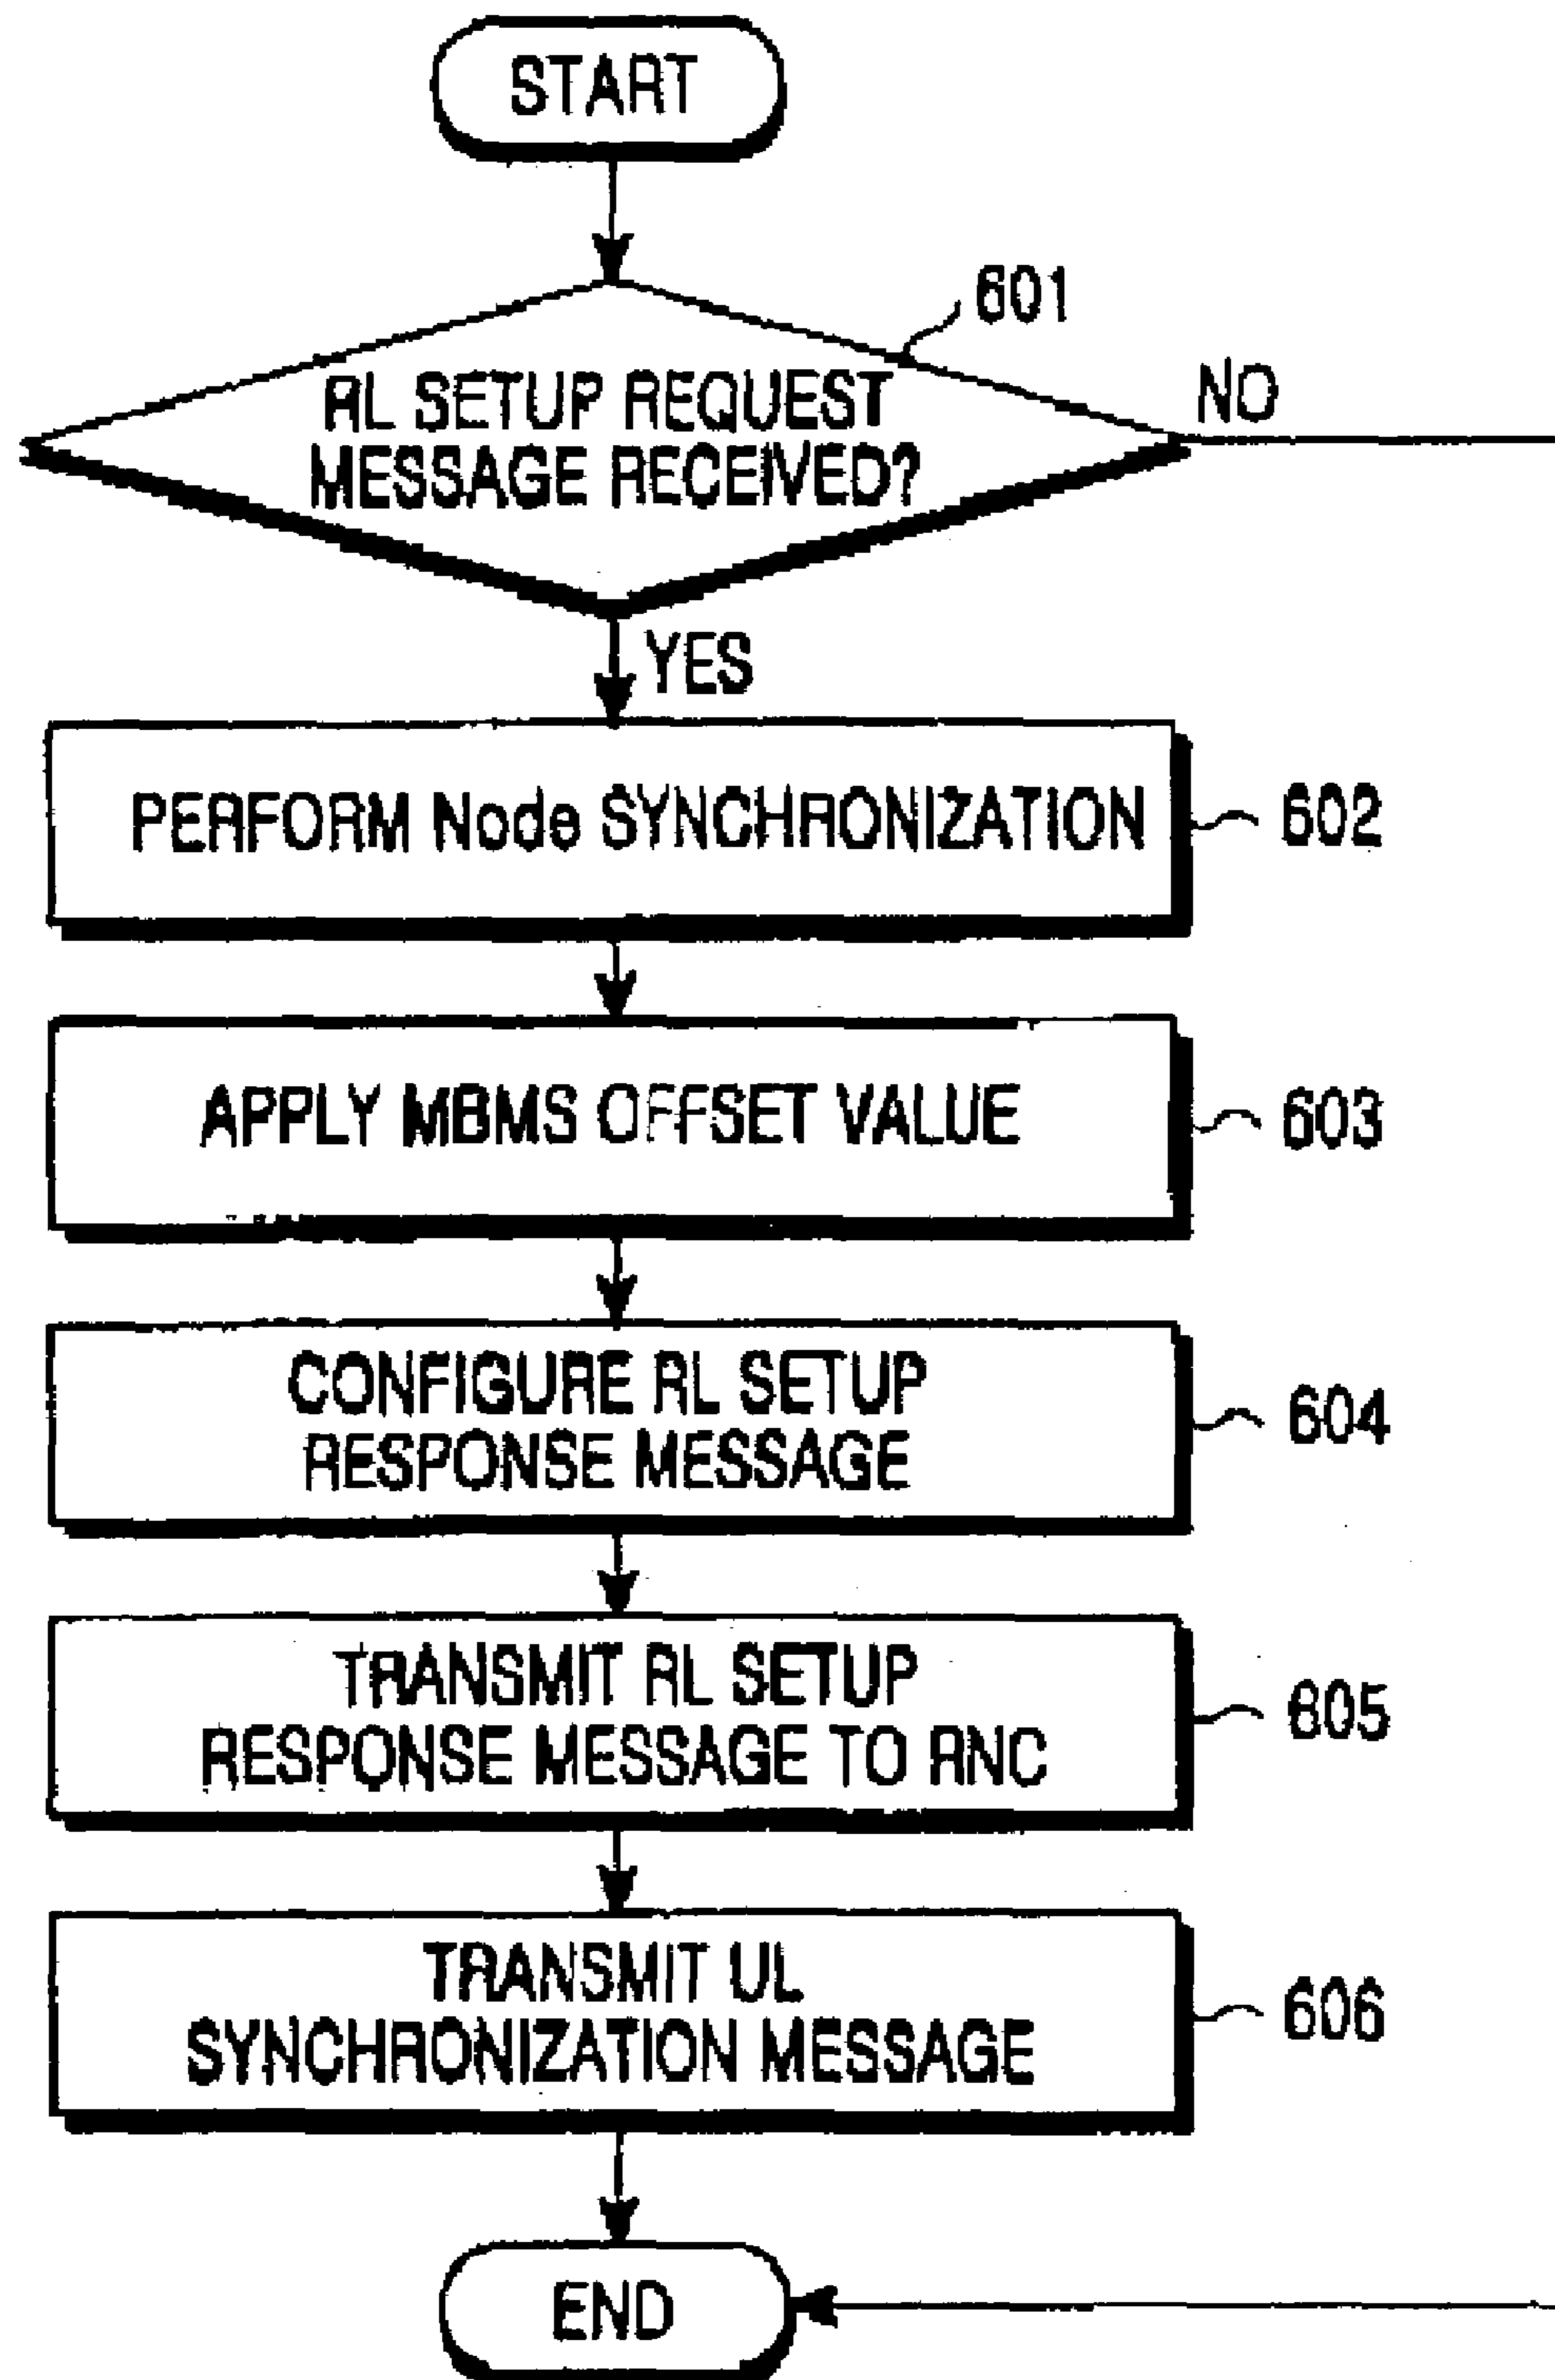 START
601
RL SETUP REQUEST
MESSAGE RECEIVED?
NO
YES
PERFORM Node SYNCHRONIZATION
602
APPLY MBMS OFFSET VALUE
603
CONFIGURE RL SETUP
RESPONSE MESSAGE
604
TRANSMIT RL SETUP
RESPONSE MESSAGE TO RNC
605
TRANSMIT UL
SYNCHRONIZATION MESSAGE
606
END